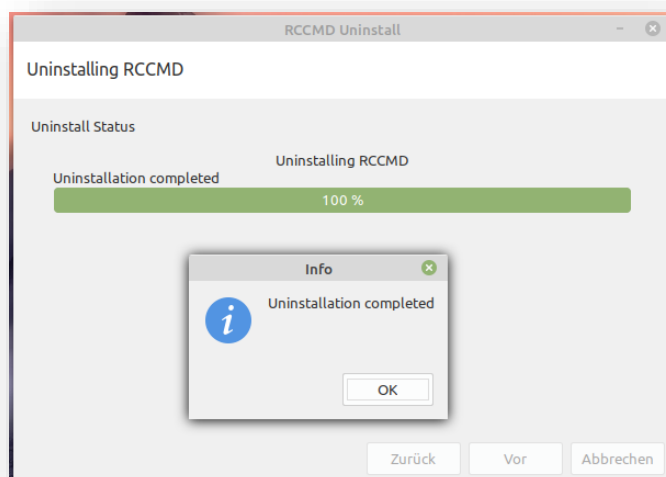 RCCMD Uninstall
Uninstalling RCCMD
Uninstall Status
Uninstalling RCCMD
Uninstallation completed
100 %
Info
Uninstallation completed
OK
Zurück Vor Abbrechen